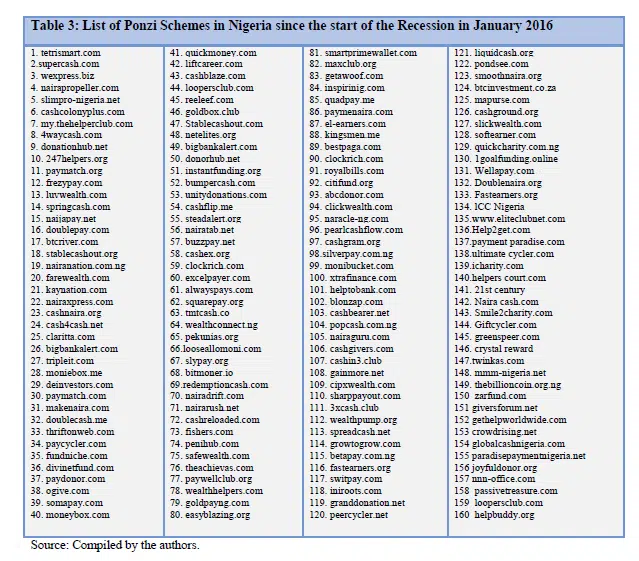 Table 3: List of Ponzi Schemes in Nigeria since the start of the Recession in January 2016
1. tetrismart.com
2.supercash.com
3. wexpress.biz
4. nairapropeller.com
5. slimpro-nigeria.net
6. cashcolonyplus.com
7. my.thehelperclub.com
8. 4waycash.com
9. donationhub.net
10. 247helpers.org
11. paymatch.org
12. frezypay.com
13. luvwealth.com
14. springcash.com
15. naijapay.net
16. doublepay.com
17. btcriver.com
18. stablecashout.org
19. nairanation.com.ng
20. farewealth.com
21. kaynation.com
22. nairaxpress.com
23. cashnaira.org
24. cash4cash.net
25. claritta.com
26. bigbankalert.com
27. tripleit.com
28. moniebox.me
29. deinvestors.com
30. paymatch.com
31. makenaira.com
32. doublecash.me
33. thriftonweb.com
34. paycycler.com
35. fundniche.com
36. divinetfund.com
37. paydonor.com
38. ogive.com
39. somapay.com
40. moneybox.com
41. quickmoney.com
42. liftcareer.com
43. cashblaze.com
44. loopersclub.com
45. reeleef.com
46. goldbox.club
47. Stablecashout.com
48. netelites.org
49. bigbankalert.com
50. donorhub.net
51. instantfunding.org
52. bumpercash.com
53. unitydonations.com
54. cashflip.me
55. steadalert.org
56. nairatab.net
57. buzzpay.net
58. cashex.org
59. clockrich.com
60. excelpayer.com
61. alwayspays.com
62. squarepay.org
63. tmtcash.co
64. wealthconnect.ng
65. pekunias.org
66.looseallomoni.com
67. slypay.org
68. bitmoner.io
69.redemptioncash.com
70. nairadrift.com
71. nairarush.net
72. cashreloaded.com
73. fishers.com
74. penihub.com
75. safewealth.com
76. theachievas.com
77. paywellclub.org
78. wealthhelpers.com
79. goldpayng.com
80. easyblazing.org
81. smartprimewallet.com
82. maxclub.org
83. getawoof.com
84. inspirinig.com
85. quadpay.me
86. paymenaira.com
87. el-earners.com
88. kingsmen.me
89. bestpaga.com
90. clockrich.com
91. royalbills.com
92. citifund.org
93. abcdonor.com
94. clickwealth.com
95. naracle-ng.com
96. pearlcashflow.com
97. cashgram.org
98.silverpay.com.ng
99. monibucket.com
100. xtrafinance.com
101. helptobank.com
102. blonzap.com
103. cashbearer.net
104. popcash.com.ng
105. nairaguru.com
106. cashgivers.com
107. cashin3.club
108. gainmore.net
109. cipxwealth.com
110. sharppayout.com
111. 3xcash.club
112. wealthpump.org
113. spreadcash.net
114. growtogrow.com
115. betapay.com.ng
116. fastearners.org
117. switpay.com
118. iniroots.com
119. granddonation.net
120. peercycler.net
121. liquidcash.org
122. pondsee.com
123. smoothnaira.org
124. btcinvestment.co.za
125. mapurse.com
126. cashground.org
127. slickwealth.com
128. softearner.com
129. quickcharity.com.ng
130. 1goalfunding.online
131. Wellapay.com
132. Doublenaira.org
133. Fastearners.org
134. ICC Nigeria
135.www.eliteclubnet.com
136.Help2get.com
137.payment paradise.com
138.ultimate cycler.com
139.icharity.com
140.helpers court.com
141. 21st century
142. Naira cash.com
143. Smile2charity.com
144. Giftcycler.com
145. greenspeer.com
146. crystal reward
147.twinkas.com
148. mmm-nigeria.net
149. thebillioncoin.org.ng
150  zarfund.com
151 giversforum.net
152 gethelpworldwide.com
153 crowdrising.net
154 globalcashnigeria.com
155 paradisepaymentnigeria.net
156 joyfuldonor.org
157 nnn-office.com
158  passivetreasure.com
159  loopersclub.com
160  helpbuddy.org
Source: Compiled by the authors.